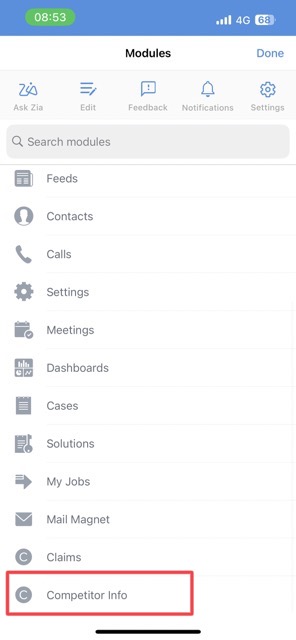 08:53
4G 68
Modules
Done
Ask Zia
Edit
Feedback
Notifications
Settings
Search modules
Feeds
Contacts
Calls
Settings
Meetings
Dashboards
Cases
Solutions
My Jobs
Mail Magnet
C Claims
C Competitor Info